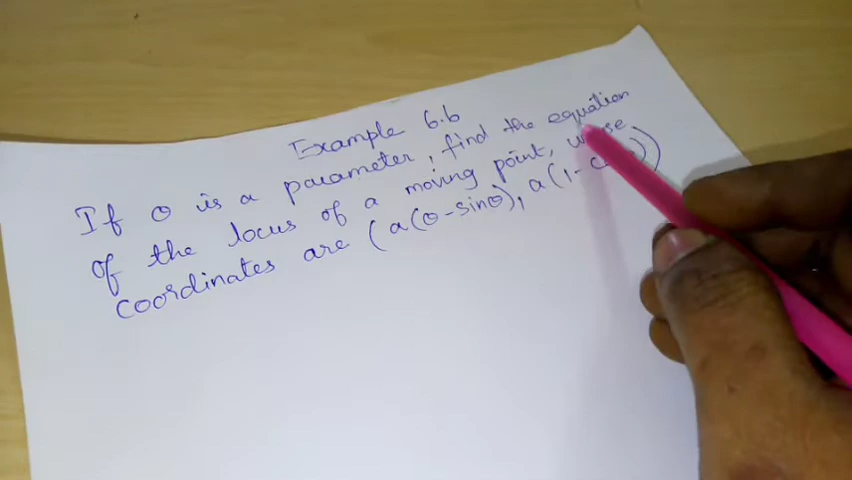 Example 6.6
If θ is a parameter, find the equation
of the locus of a moving point, whose
coordinates are (a(θ-sinθ), a(1-c